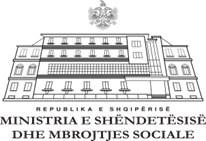 REPUBLIKA E SHQIPËRISË
MINISTRIA E SHËNDETËSISË
DHE MBROJTJES SOCIALE